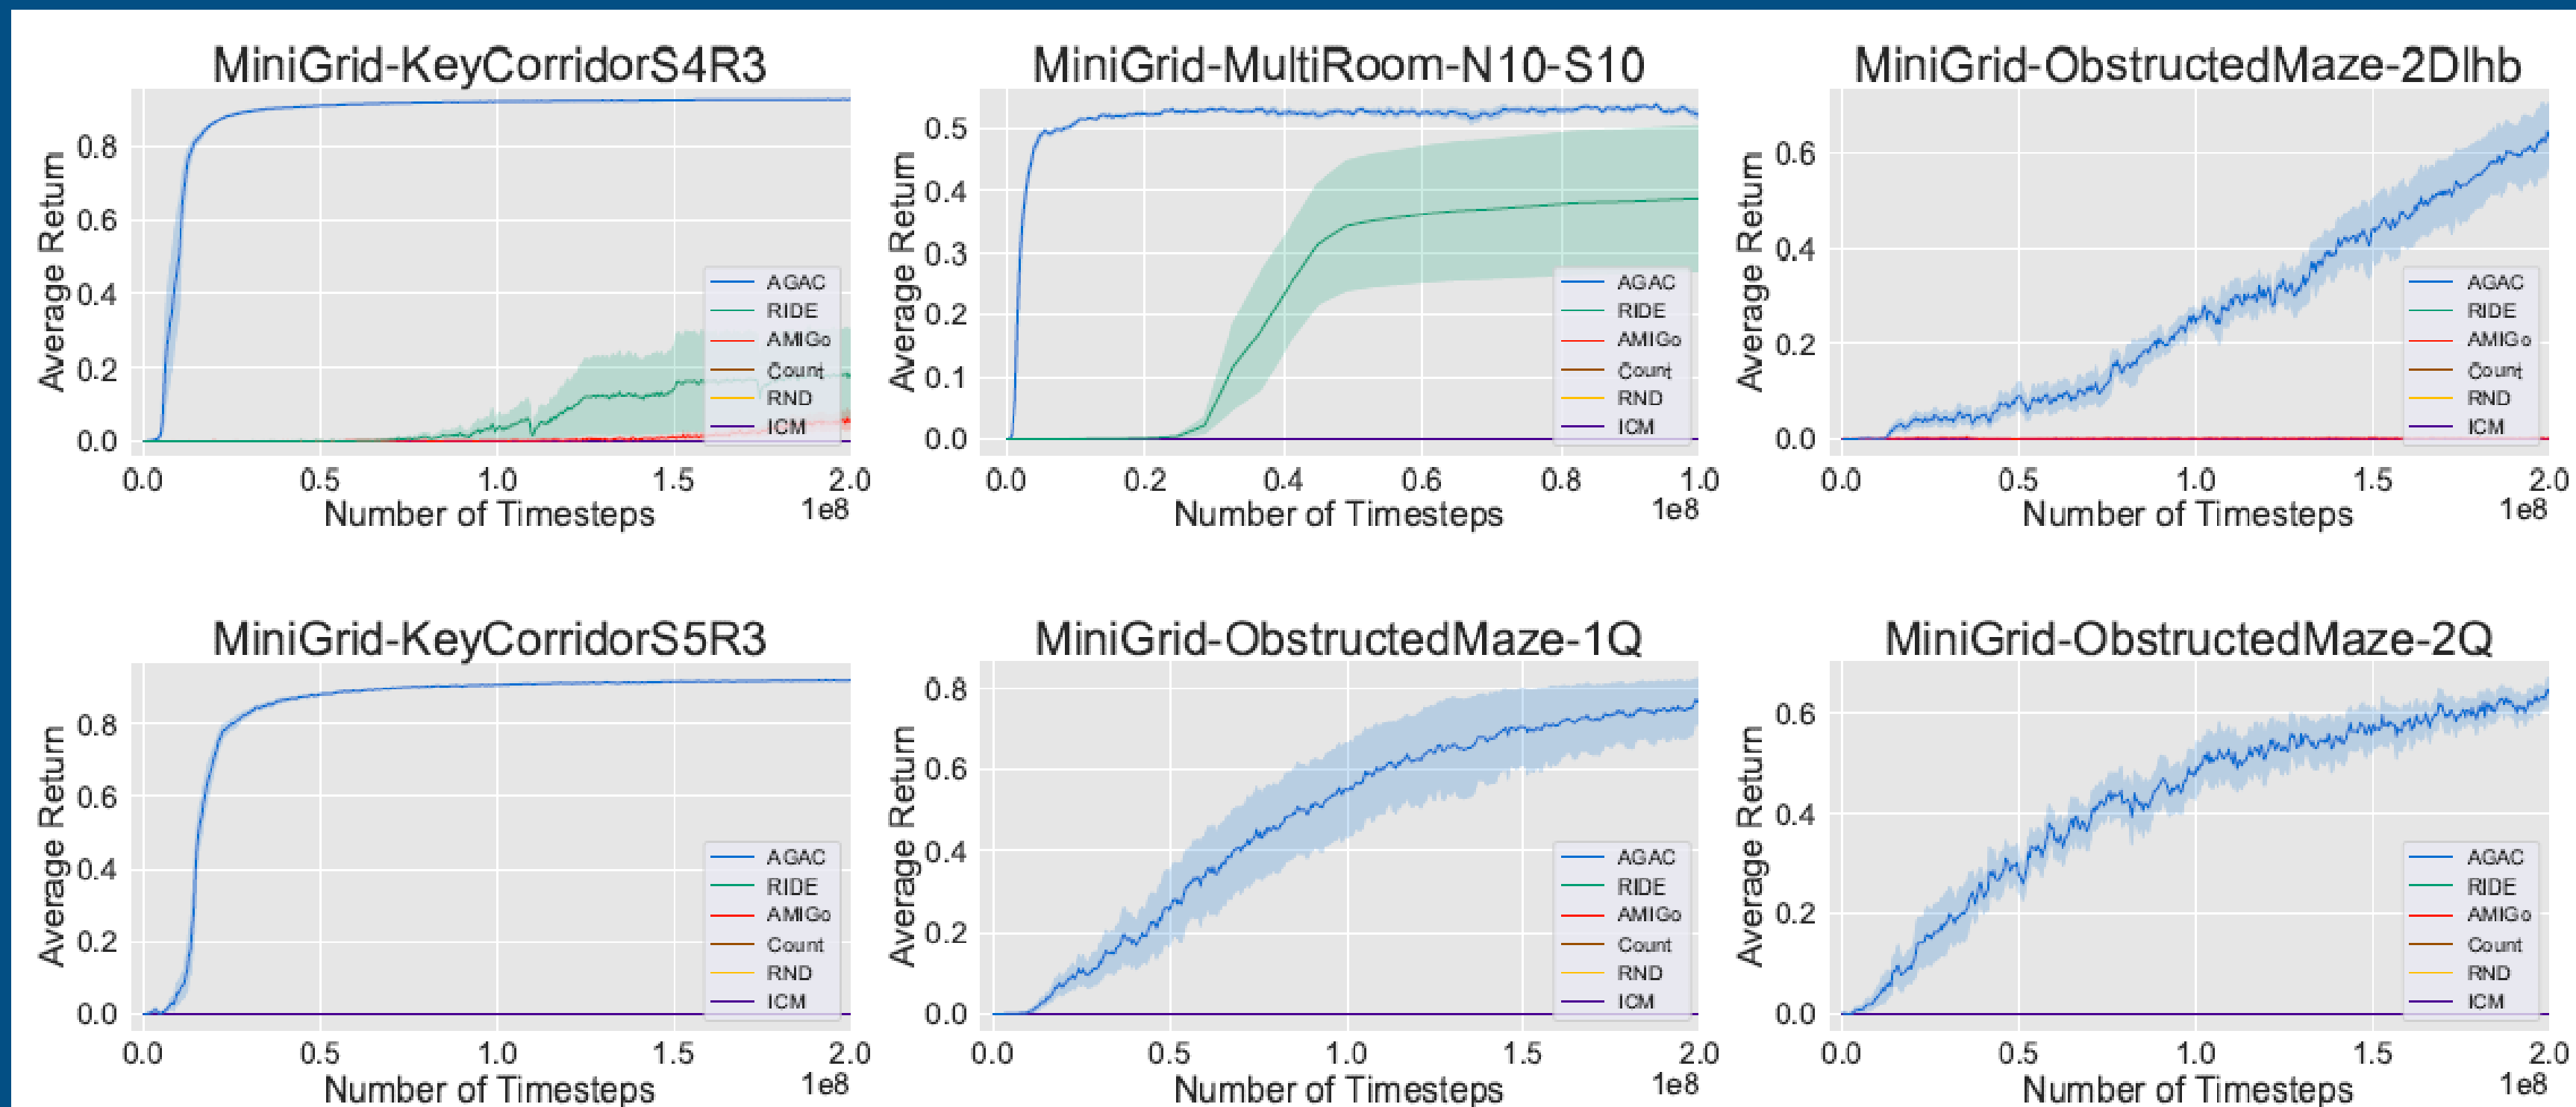 MiniGrid-KeyCorridorS4R3
Average Return
0.8
0.6
0.4
0.2
0.0
AGAC
RIDE
AMIGo
Count
RND
ICM
0.0 0.5 1.0 1.5 2.0
Number of Timesteps
1e8
MiniGrid-MultiRoom-N10-S10
Average Return
0.5
0.4
0.3
0.2
0.1
0.0
AGAC
RIDE
AMIGo
Count
RND
ICM
0.0 0.2 0.4 0.6 0.8 1.0
Number of Timesteps
1e8
MiniGrid-ObstructedMaze-2Dlhb
Average Return
0.6
0.4
0.2
0.0
AGAC
RIDE
AMIGo
Count
RND
ICM
0.0 0.5 1.0 1.5 2.0
Number of Timesteps
1e8
MiniGrid-KeyCorridorS5R3
Average Return
0.8
0.6
0.4
0.2
0.0
AGAC
RIDE
AMIGo
Count
RND
ICM
0.0 0.5 1.0 1.5 2.0
Number of Timesteps
1e8
MiniGrid-ObstructedMaze-1Q
Average Return
0.8
0.6
0.4
0.2
0.0
AGAC
RIDE
AMIGo
Count
RND
ICM
0.0 0.5 1.0 1.5 2.0
Number of Timesteps
1e8
MiniGrid-ObstructedMaze-2Q
Average Return
0.6
0.4
0.2
0.0
AGAC
RIDE
AMIGo
Count
RND
ICM
0.0 0.5 1.0 1.5 2.0
Number of Timesteps
1e8